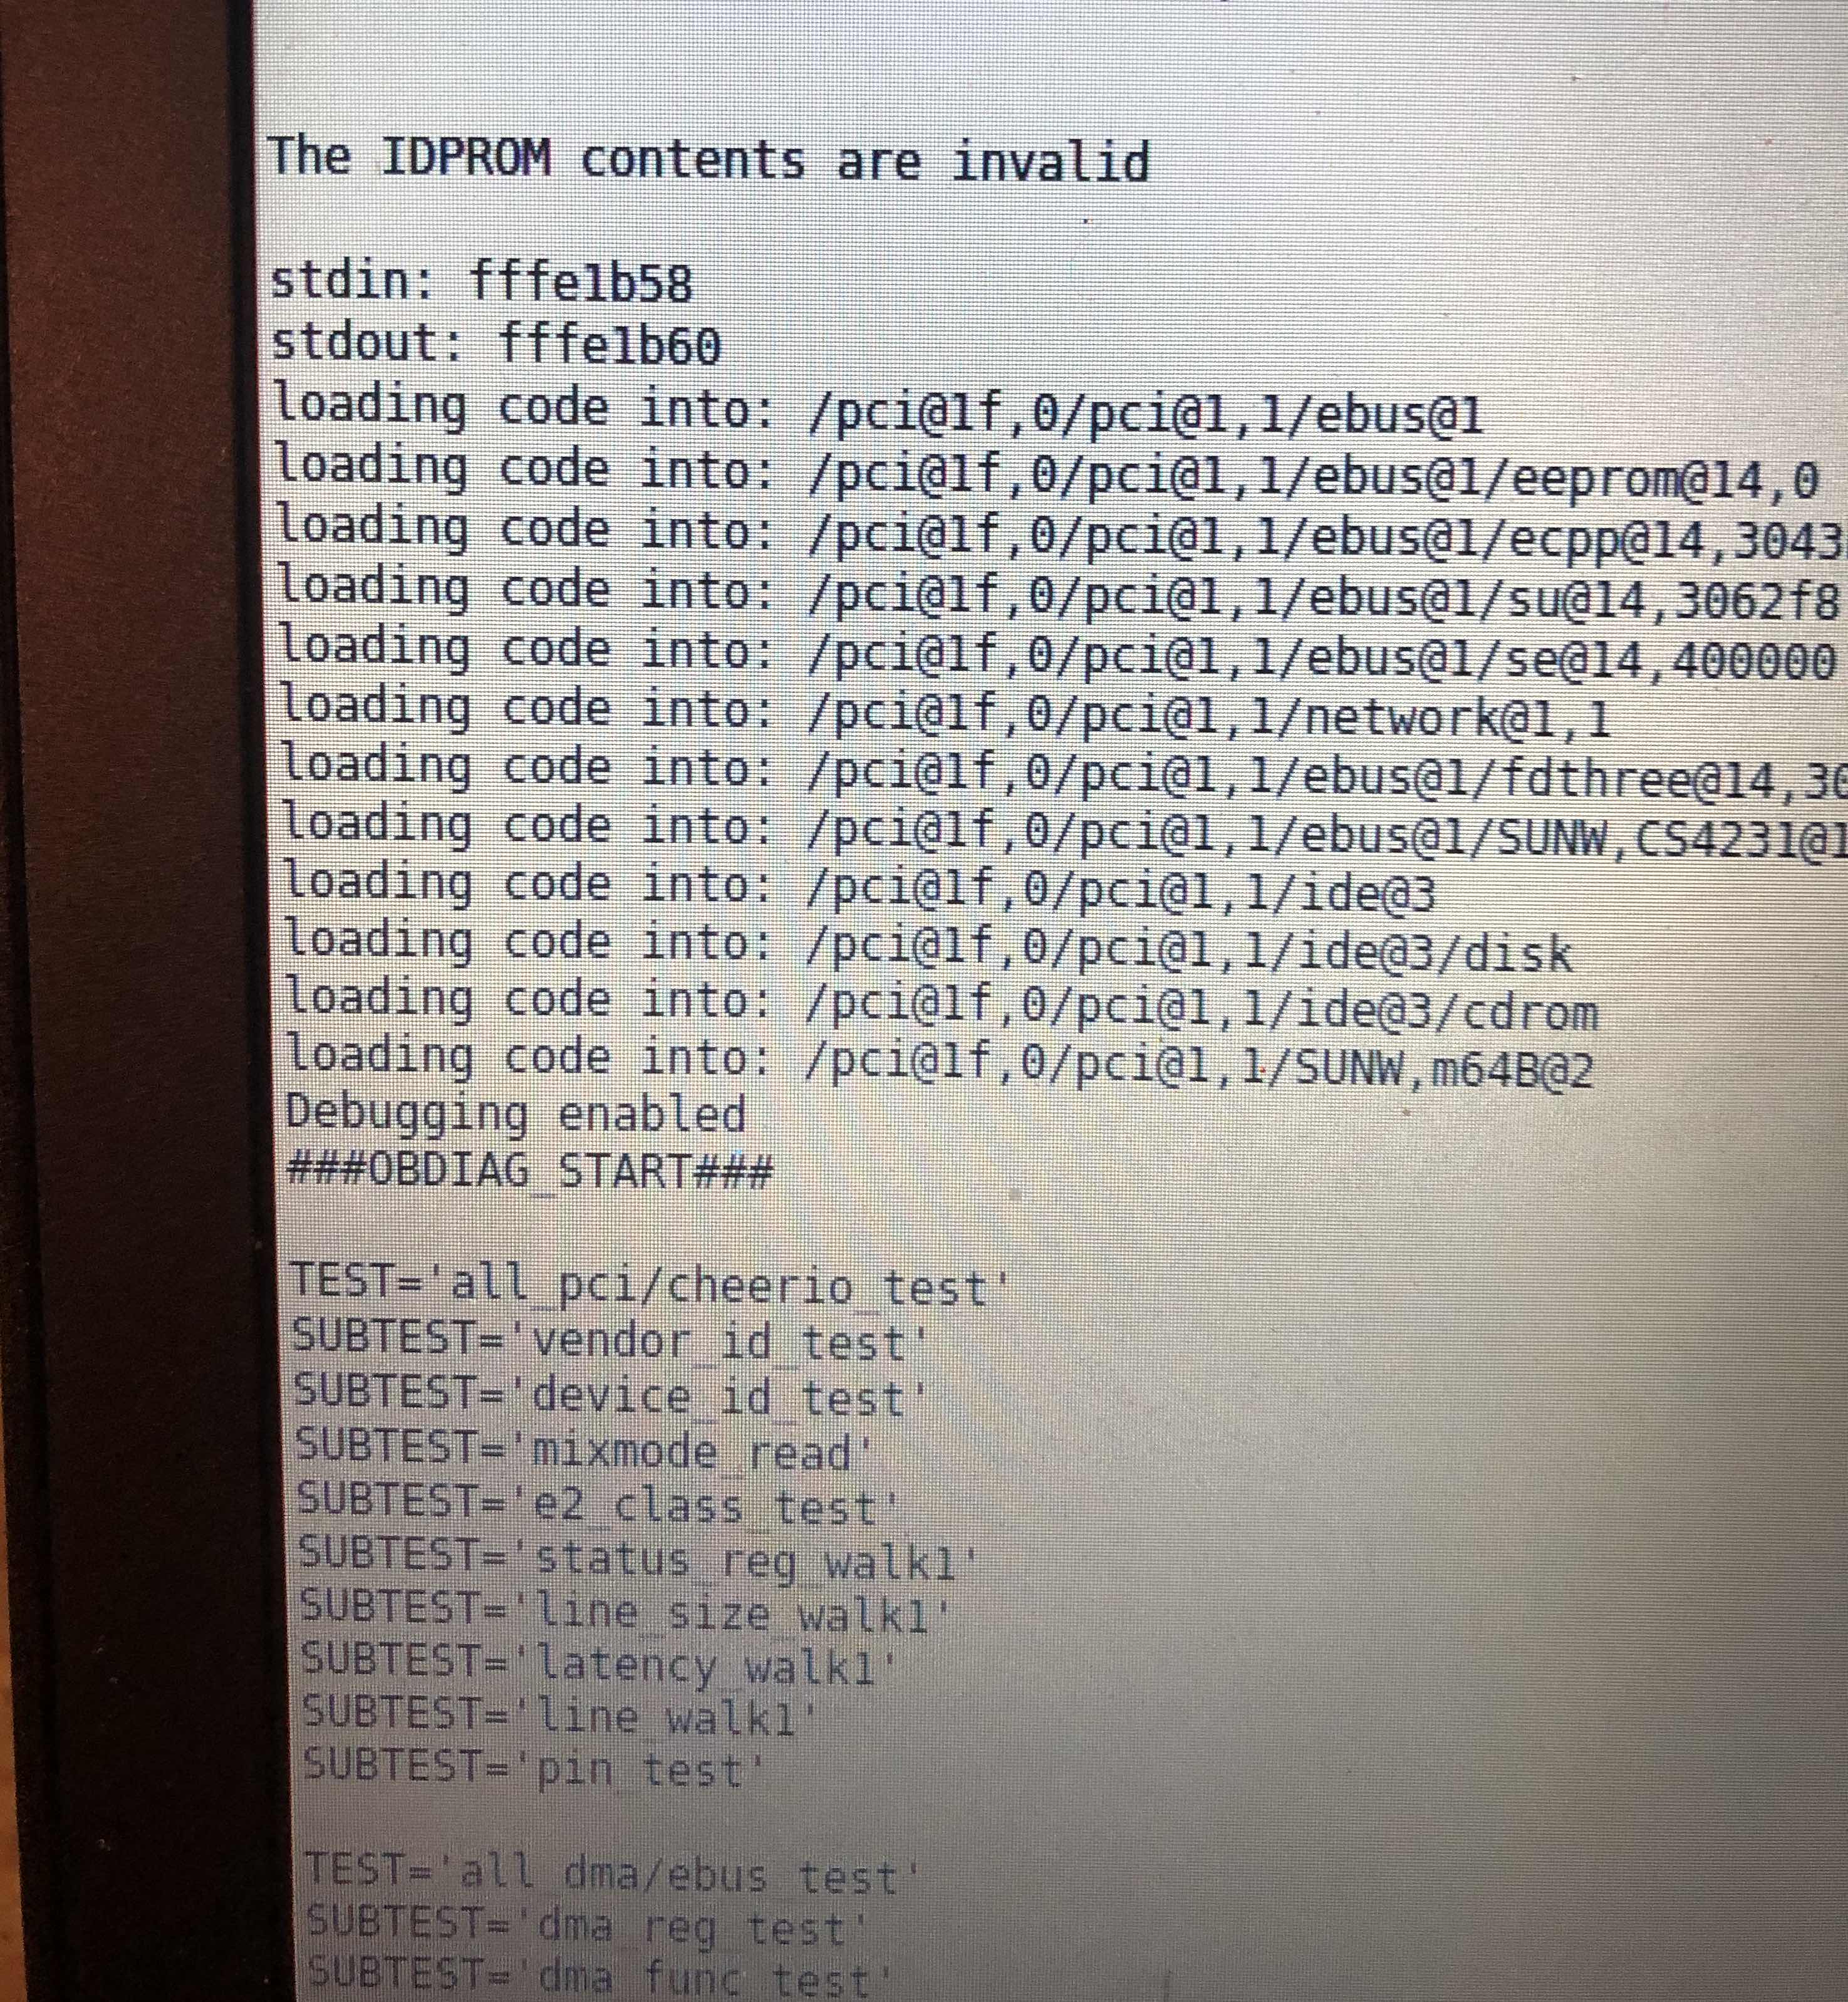 The IDPROM contents are invalid
stdin: fffe1b58
stdout: fffe1b60
loading code into: /pci@1f,0/pci@1,1/ebus@1
loading code into: /pci@1f,0/pci@1,1/ebus@1/eeprom@14,0
loading code into: /pci@1f,0/pci@1,1/ebus@1/ecpp@14,3043
loading code into: /pci@1f,0/pci@1,1/ebus@1/su@14,3062f8
loading code into: /pci@1f,0/pci@1,1/ebus@1/se@14,400000
loading code into: /pci@1f,0/pci@1,1/network@1,1
loading code into: /pci@1f,0/pci@1,1/ebus@1/fdthree@14,30
loading code into: /pci@1f,0/pci@1,1/ebus@1/SUNW,CS4231@1
loading code into: /pci@1f,0/pci@1,1/ide@3
loading code into: /pci@1f,0/pci@1,1/ide@3/disk
loading code into: /pci@1f,0/pci@1,1/ide@3/cdrom
loading code into: /pci@1f,0/pci@1,1/SUNW,m64B@2
Debugging enabled
###OBDIAG_START###
TEST='all_pci/cheerio_test'
SUBTEST='vendor_id_test'
SUBTEST='device_id_test'
SUBTEST='mixmode_read'
SUBTEST='e2_class_test'
SUBTEST='status_reg_walk1'
SUBTEST='line_size_walk1'
SUBTEST='latency_walk1'
SUBTEST='line_walk1'
SUBTEST='pin_test'
TEST='all_dma/ebus_test'
SUBTEST='dma_reg_test'
SUBTEST='dma_func_test'